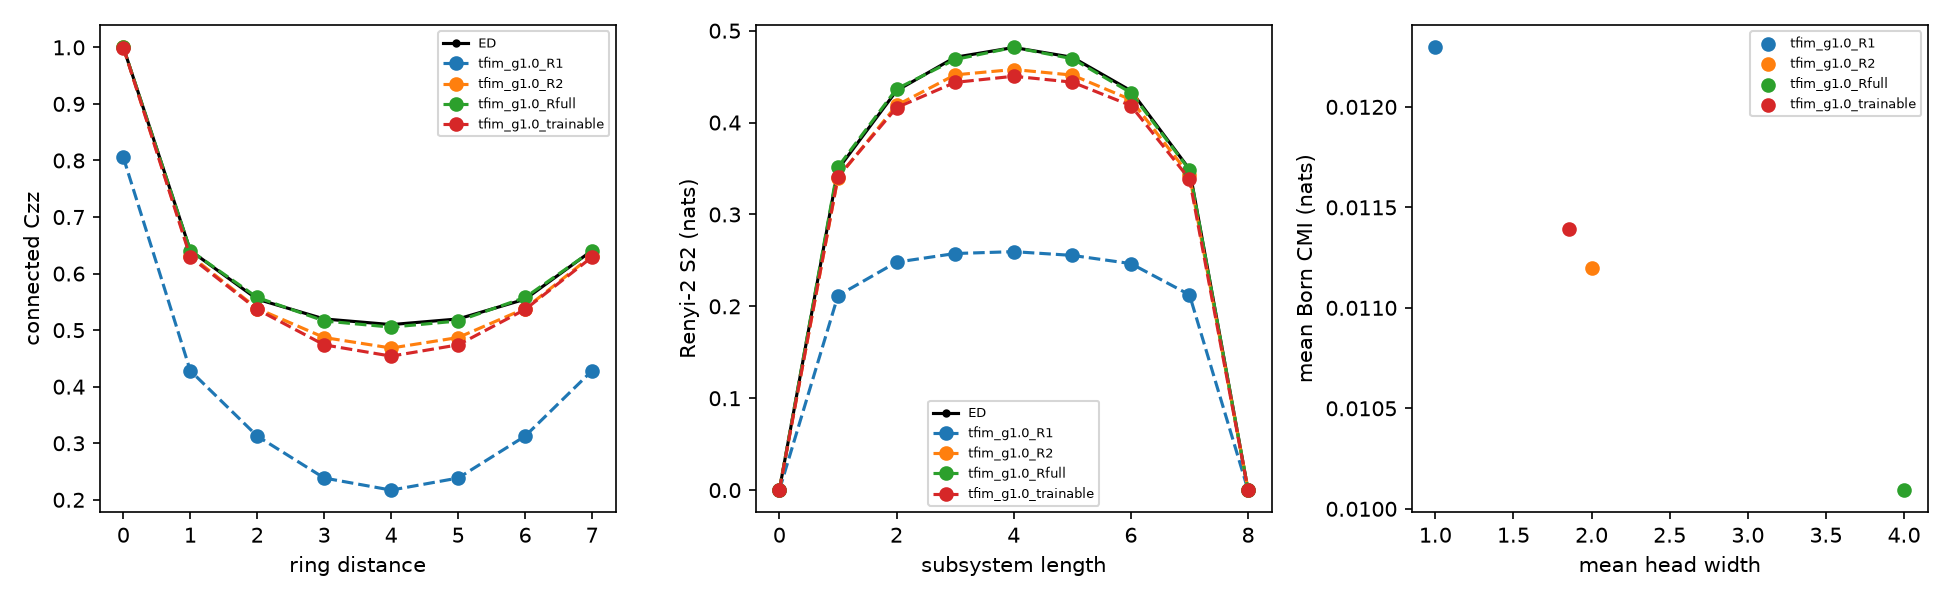 connected Czz
1.0
0.9
0.8
0.7
0.6
0.5
0.4
0.3
0.2
0 1 2 3 4 5 6 7
ring distance
ED
tfim_g1.0_R1
tfim_g1.0_R2
tfim_g1.0_Rfull
tfim_g1.0_trainable
Renyi-2 S2 (nats)
0.5
0.4
0.3
0.2
0.1
0.0
0 2 4 6 8
subsystem length
ED
tfim_g1.0_R1
tfim_g1.0_R2
tfim_g1.0_Rfull
tfim_g1.0_trainable
mean Born CMI (nats)
0.0120
0.0115
0.0110
0.0105
0.0100
1.0 1.5 2.0 2.5 3.0 3.5 4.0
mean head width
tfim_g1.0_R1
tfim_g1.0_R2
tfim_g1.0_Rfull
tfim_g1.0_trainable